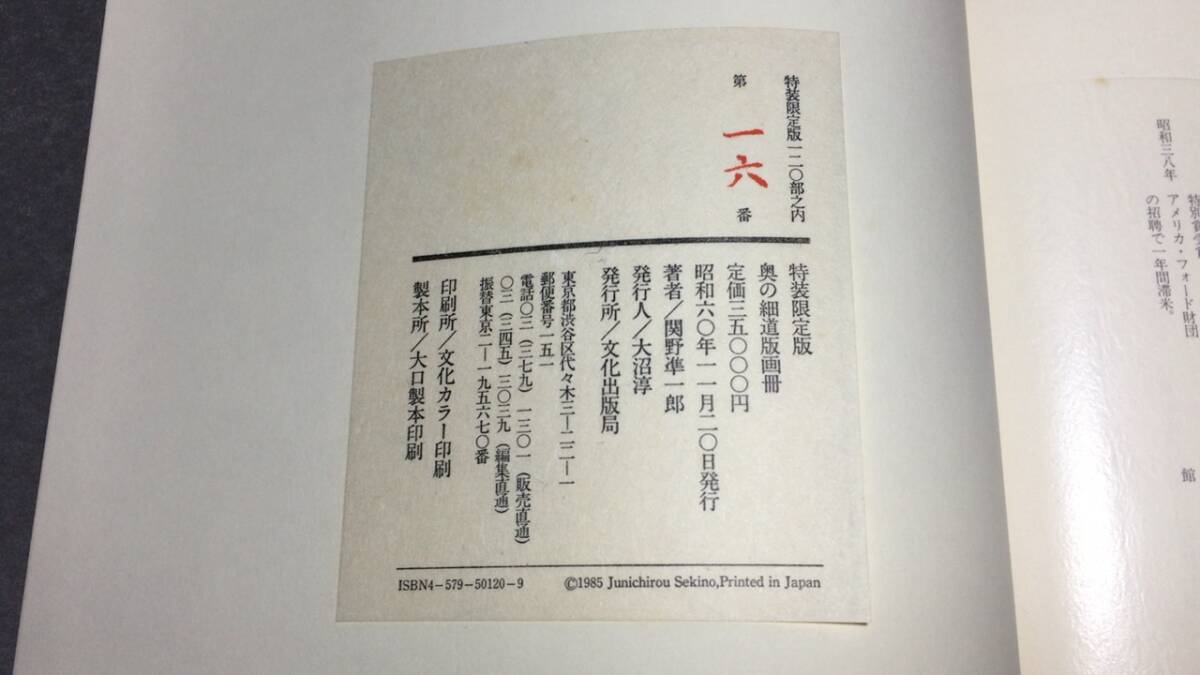 特装限定版一二〇部之内
第 一六 番
特装限定版
奥の細道版画冊
定価三五〇〇〇円
昭和六〇年一一月二〇日発行
著者／関野凖一郎
発行人／大沼淳
発行所／文化出版局
東京都渋谷区代々木三―二二―一
郵便番号一五一
電話〇三（三七九）一三〇一（販売直通）
〇三（三四五）三〇三九（編集直通）
振替東京二―一九五六七〇番
印刷所／文化カラー印刷
製本所／大口製本印刷
ISBN4-579-50120-9
©1985 Junichirou Sekino,Printed in Japan
アメリカ・フォード財団
の招聘で一年間滞米。
昭和三八年
館